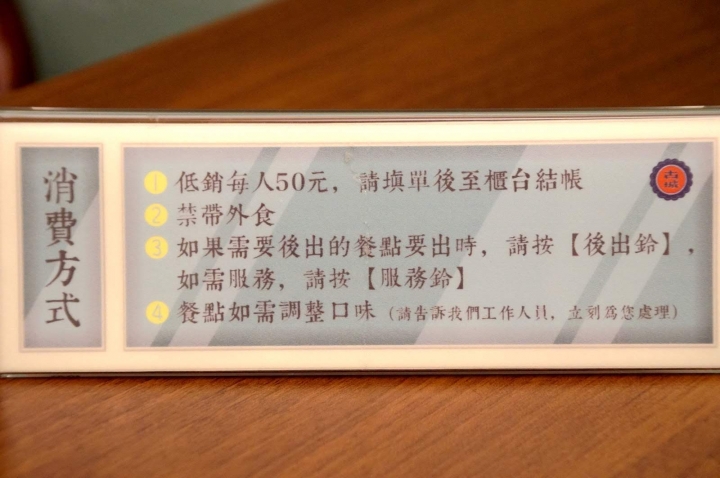 消費方式
1 低銷每人50元，請填單後至櫃台結帳
2 禁帶外食
3 如果需要後出的餐點要出時，請按【後出鈴】，
如需服務，請按【服務鈴】
4 餐點如需調整口味（請告訴我們工作人員，立刻為您處理）
古城